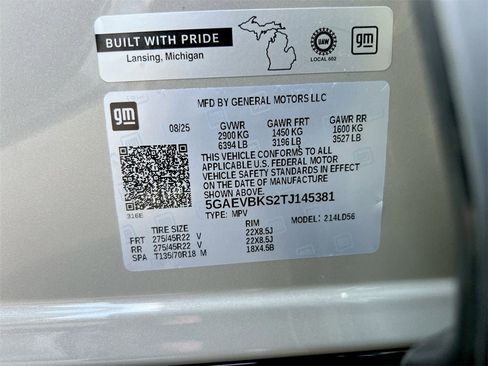 BUILT WITH PRIDE
Lansing, Michigan
UAW
GAW
LOCAL 602
gm
gm
MFD BY GENERAL MOTORS LLC
08/25 GVWR GAWR FRT GAWR RR
2900 KG 1450 KG 1600 KG
6394 LB 3196 LB 3527 LB
THIS VEHICLE CONFORMS TO ALL
APPLICABLE U.S. FEDERAL MOTOR
VEHICLE SAFETY STANDARDS IN EFFECT
ON THE DATE OF MANUFACTURE
5GAEVBKS2TJ145381
TYPE: MPV MODEL: 214LD56
316E
TIRE SIZE RIM
FRT 275/45R22 V 22X8.5J
RR 275/45R22 V 22X8.5J
SPA T135/70R18 M 18X4.5B